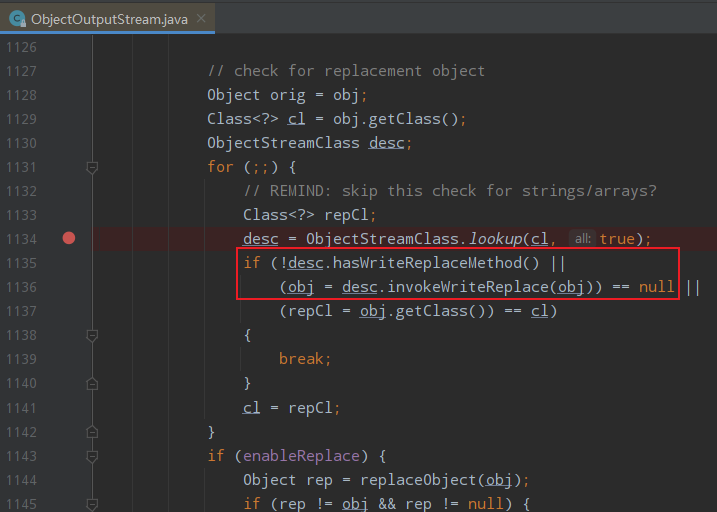 ObjectOutputStream.java ×
1126
1127 // check for replacement object
1128 Object orig = obj;
1129 Class<?> cl = obj.getClass();
1130 ObjectStreamClass desc;
1131 for (;;) {
1132 // REMIND: skip this check for strings/arrays?
1133 Class<?> repCl;
1134 desc = ObjectStreamClass.lookup(cl, all: true);
1135 if (!desc.hasWriteReplaceMethod() ||
1136 (obj = desc.invokeWriteReplace(obj)) == null ||
1137 (repCl = obj.getClass()) == cl)
1138 {
1139 break;
1140 }
1141 cl = repCl;
1142 }
1143 if (enableReplace) {
1144 Object rep = replaceObject(obj);
1145 if (rep != obj && rep != null) {